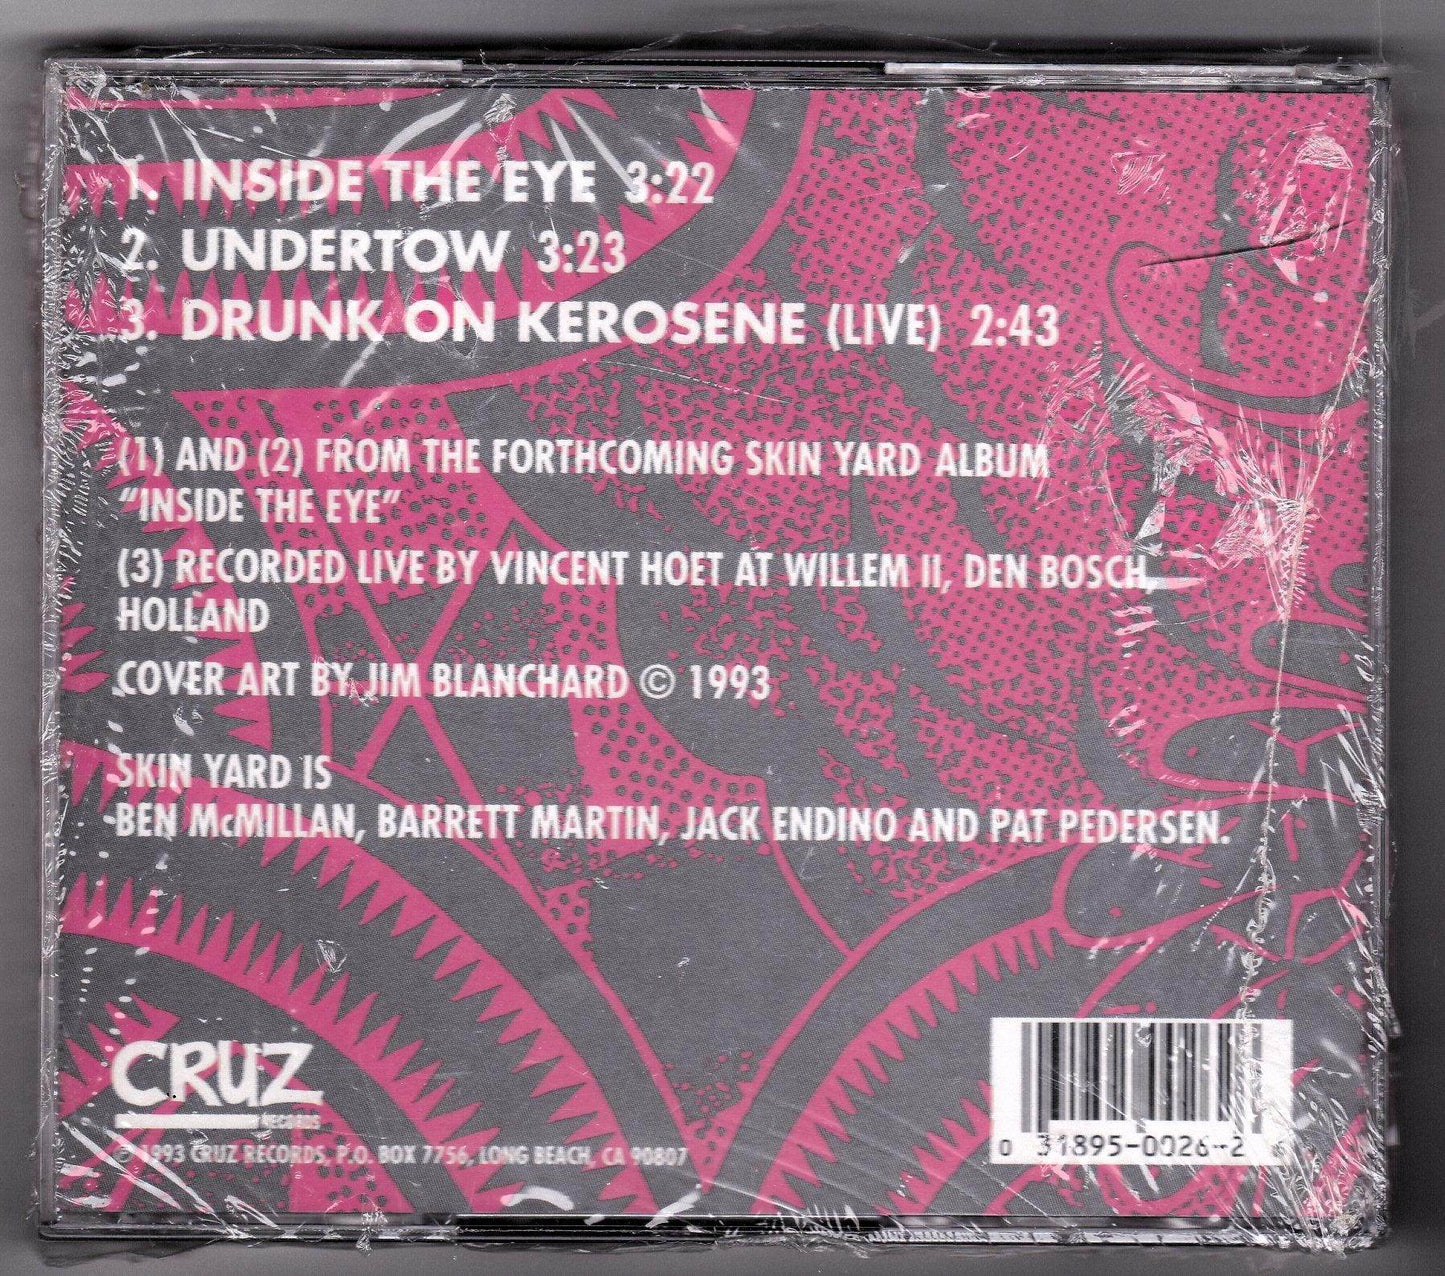 1. INSIDE THE EYE 3:22
2. UNDERTOW 3:23
3. DRUNK ON KEROSENE (LIVE) 2:43
(1) AND (2) FROM THE FORTHCOMING SKIN YARD ALBUM
“INSIDE THE EYE”
(3) RECORDED LIVE BY VINCENT HOET AT WILLEM II, DEN BOSCH,
HOLLAND
COVER ART BY JIM BLANCHARD © 1993
SKIN YARD IS
BEN McMILLAN, BARRETT MARTIN, JACK ENDINO AND PAT PEDERSEN.
CRUZ
RECORDS
© 1993 CRUZ RECORDS, P.O. BOX 7756, LONG BEACH, CA 90807
0 31895-0026-2 6